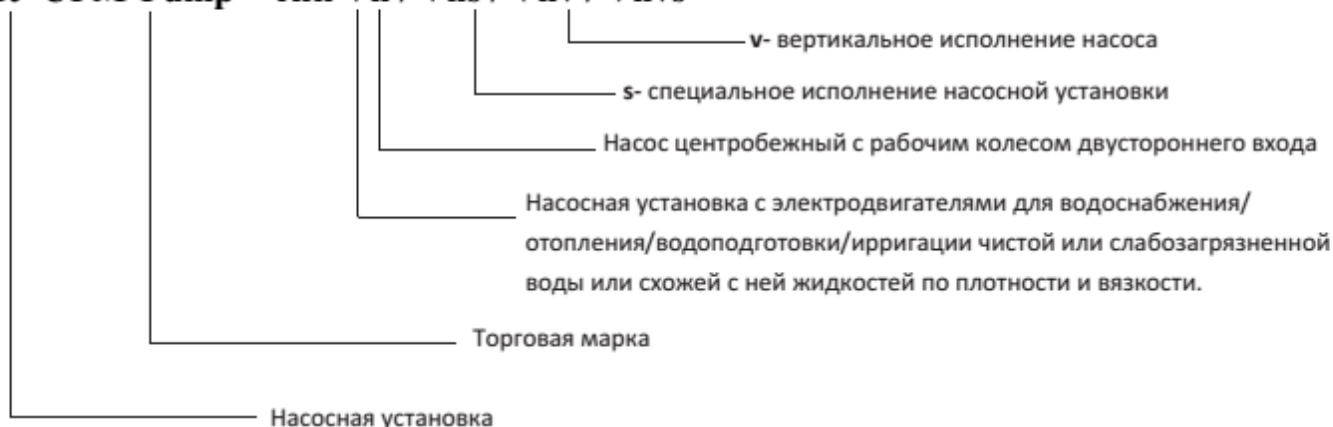 Pump
v- вертикальное исполнение насоса
s- специальное исполнение насосной установки
Насос центробежный с рабочим колесом двустороннего входа
Насосная установка с электродвигателями для водоснабжения/
отопления/водоподготовки/ирригации чистой или слабозагрязненной
воды или схожей с ней жидкостей по плотности и вязкости.
Торговая марка
Насосная установка